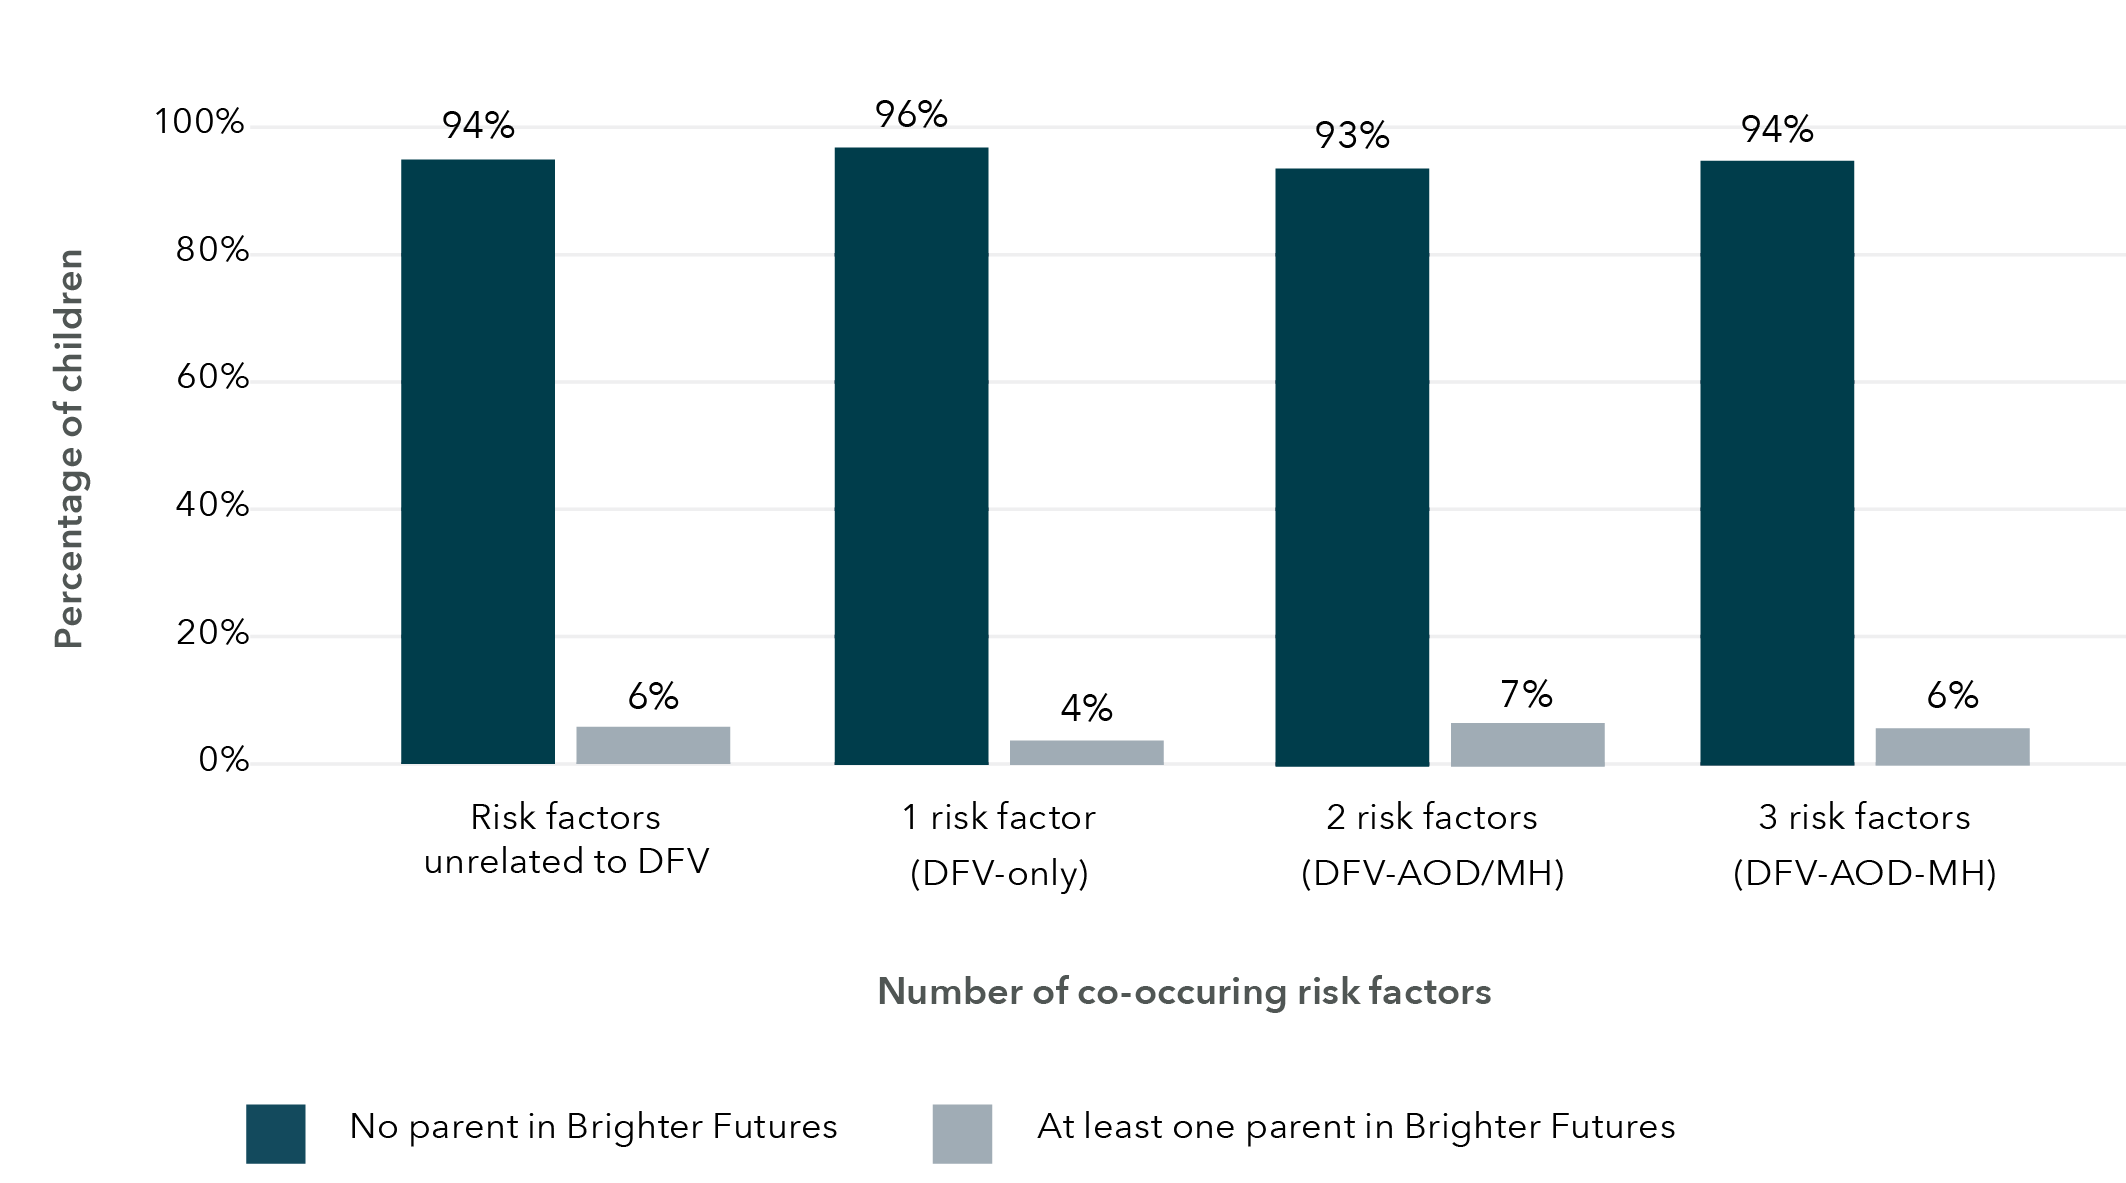 Percentage of children
100%
80%
60%
40%
20%
0%
94%
6%
96%
4%
93%
7%
94%
6%
Risk factors
unrelated to DFV
1 risk factor
(DFV-only)
2 risk factors
(DFV-AOD/MH)
3 risk factors
(DFV-AOD-MH)
Number of co-occuring risk factors
No parent in Brighter Futures
At least one parent in Brighter Futures